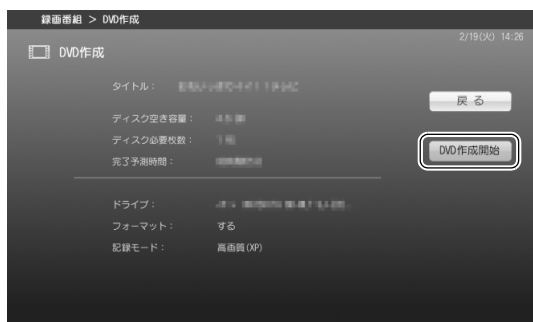 録画番組 > DVD作成
2/19(火) 14:26
DVD作成
タイトル：
戻る
ディスク空き容量：
ディスク必要枚数：
DVD作成開始
完了予測時間：
ドライブ：
フォーマット： する
記録モード： 高画質(XP)